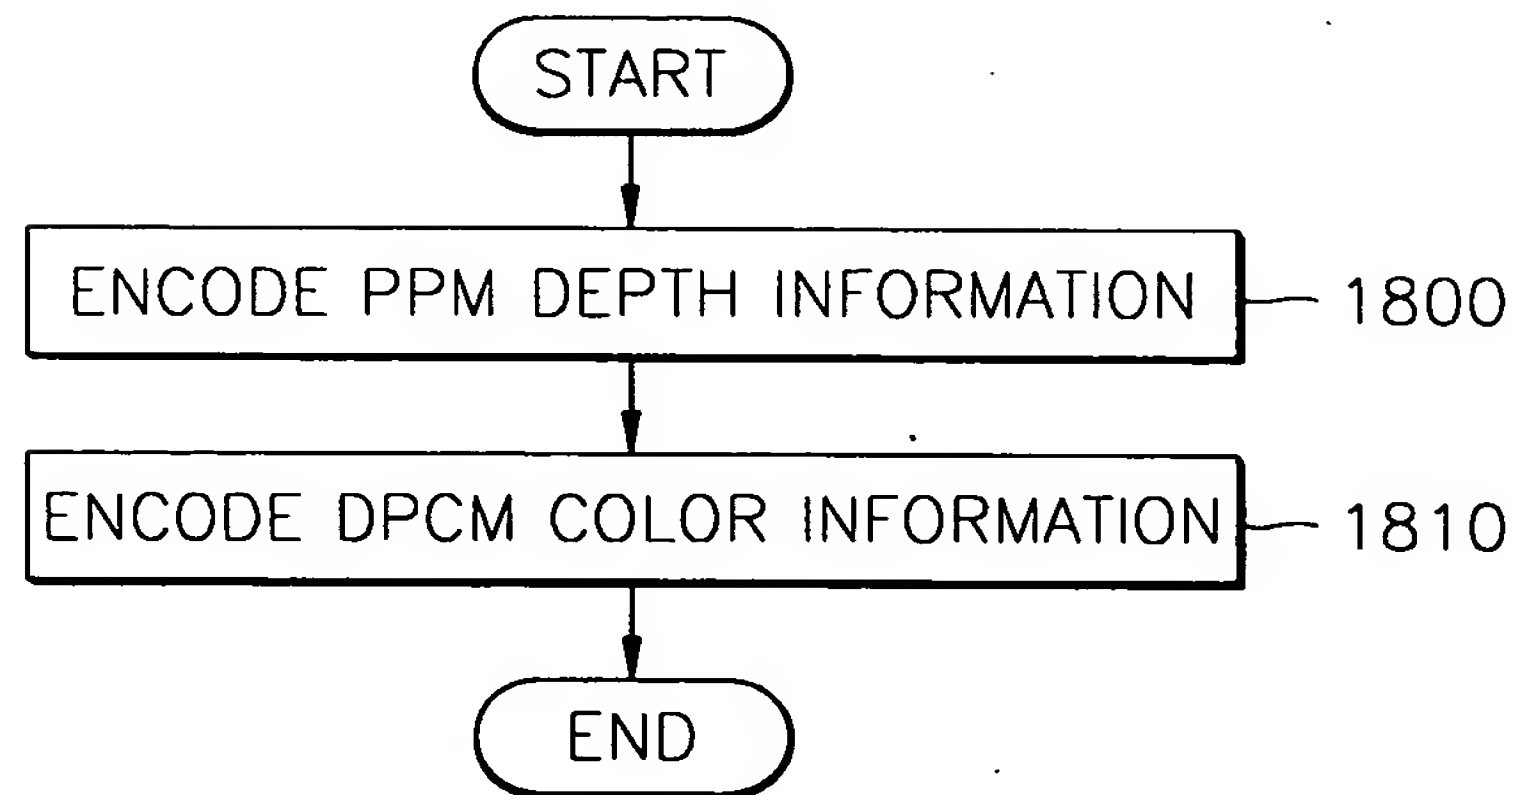 START
ENCODE PPM DEPTH INFORMATION
1800
ENCODE DPCM COLOR INFORMATION
1810
END